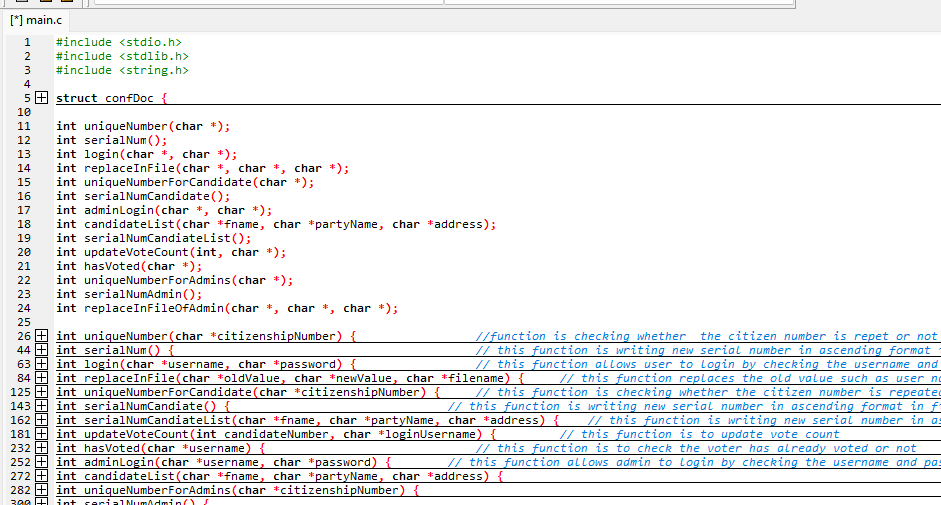 [*] main.c
1 #include <stdio.h>
2 #include <stdlib.h>
3 #include <string.h>
4
5 struct confDoc {
10
11 int uniqueNumber(char *);
12 int serialNum();
13 int login(char *, char *);
14 int replaceInFile(char *, char *, char *);
15 int uniqueNumberForCandidate(char *);
16 int serialNumCandidate();
17 int adminLogin(char *, char *);
18 int candidateList(char *fname, char *partyName, char *address);
19 int serialNumCandiateList();
20 int updateVoteCount(int, char *);
21 int hasVoted(char *);
22 int uniqueNumberForAdmins(char *);
23 int serialNumAdmin();
24 int replaceInFileOfAdmin(char *, char *, char *);
25
26 int uniqueNumber(char *citizenshipNumber) { //function is checking whether the citizen number is repet or not
44 int serialNum() { // this function is writing new serial number in ascending format
63 int login(char *username, char *password) { // this function allows user to login by checking the username and
84 int replaceInFile(char *oldValue, char *newValue, char *filename) { // this function replaces the old value such as user
125 int uniqueNumberForCandidate(char *citizenshipNumber) { // this function is checking whether the citizen number is repeate
143 int serialNumCandiate() { // this function is writing new serial number in ascending format in
162 int serialNumCandiateList(char *fname, char *partyName, char *address) { // this function is writing new serial number in
181 int updateVoteCount(int candidateNumber, char *loginUsername) { // this function is to update vote count
232 int hasVoted(char *username) { // this function is to check the voter has already voted or not
252 int adminLogin(char *username, char *password) { // this function allows admin to login by checking the username and
272 int candidateList(char *fname, char *partyName, char *address) {
282 int uniqueNumberForAdmins(char *citizenshipNumber) {
300 int serialNumAdmin() {